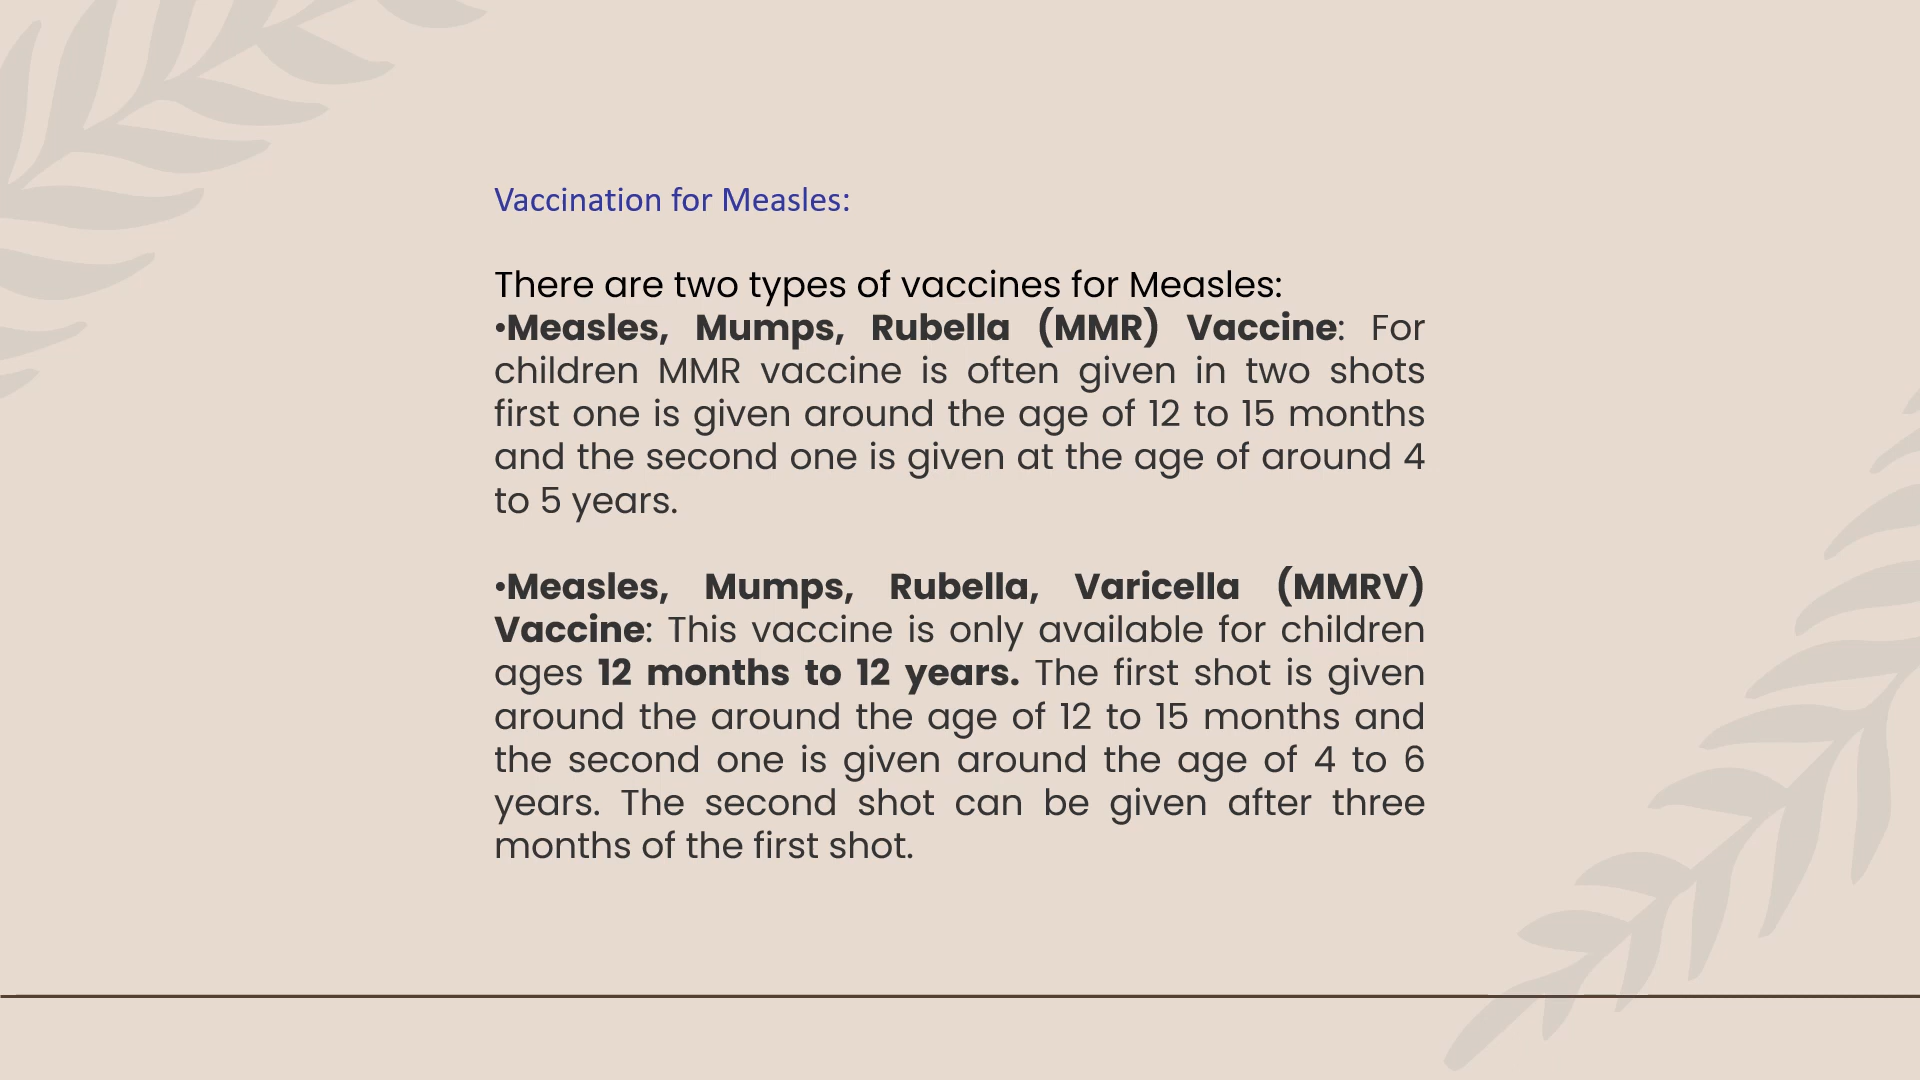 Vaccination for Measles:
There are two types of vaccines for Measles:
•Measles, Mumps, Rubella (MMR) Vaccine: For
children MMR vaccine is often given in two shots
first one is given around the age of 12 to 15 months
and the second one is given at the age of around 4
to 5 years.
•Measles, Mumps, Rubella, Varicella (MMRV)
Vaccine: This vaccine is only available for children
ages 12 months to 12 years. The first shot is given
around the around the age of 12 to 15 months and
the second one is given around the age of 4 to 6
years. The second shot can be given after three
months of the first shot.